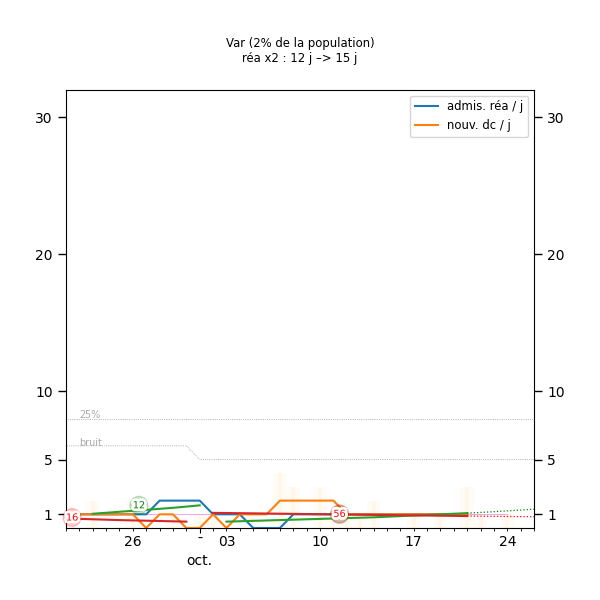 Var (2% de la population)
réa x2 : 12 j –> 15 j
admis. réa / j
nouv. dc / j
30 30
20 20
10 10
25%
bruit
5 5
12
16
56
1 1
26 - 03 10 17 24
oct.